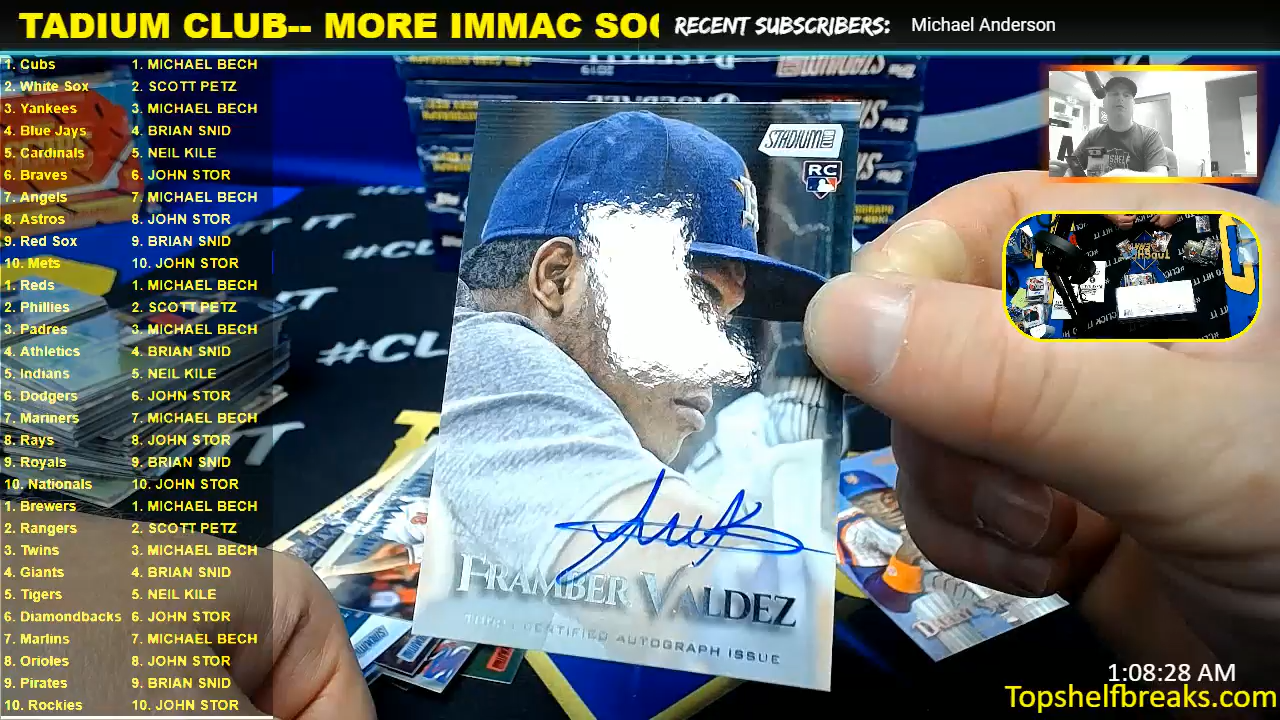 TADIUM CLUB-- MORE IMMAC SOC
RECENT SUBSCRIBERS: Michael Anderson
1. Cubs 1. MICHAEL BECH
2. White Sox 2. SCOTT PETZ
3. Yankees 3. MICHAEL BECH
4. Blue Jays 4. BRIAN SNID
5. Cardinals 5. NEIL KILE
6. Braves 6. JOHN STOR
7. Angels 7. MICHAEL BECH
8. Astros 8. JOHN STOR
9. Red Sox 9. BRIAN SNID
10. Mets 10. JOHN STOR
1. Reds 1. MICHAEL BECH
2. Phillies 2. SCOTT PETZ
3. Padres 3. MICHAEL BECH
4. Athletics 4. BRIAN SNID
5. Indians 5. NEIL KILE
6. Dodgers 6. JOHN STOR
7. Mariners 7. MICHAEL BECH
8. Rays 8. JOHN STOR
9. Royals 9. BRIAN SNID
10. Nationals 10. JOHN STOR
1. Brewers 1. MICHAEL BECH
2. Rangers 2. SCOTT PETZ
3. Twins 3. MICHAEL BECH
4. Giants 4. BRIAN SNID
5. Tigers 5. NEIL KILE
6. Diamondbacks 6. JOHN STOR
7. Marlins 7. MICHAEL BECH
8. Orioles 8. JOHN STOR
9. Pirates 9. BRIAN SNID
10. Rockies 10. JOHN STOR
STADIUM
RC
#CL
FRAMBER VALDEZ
CERTIFIED AUTOGRAPH ISSUE
1:08:28 AM
Topshelfbreaks.com